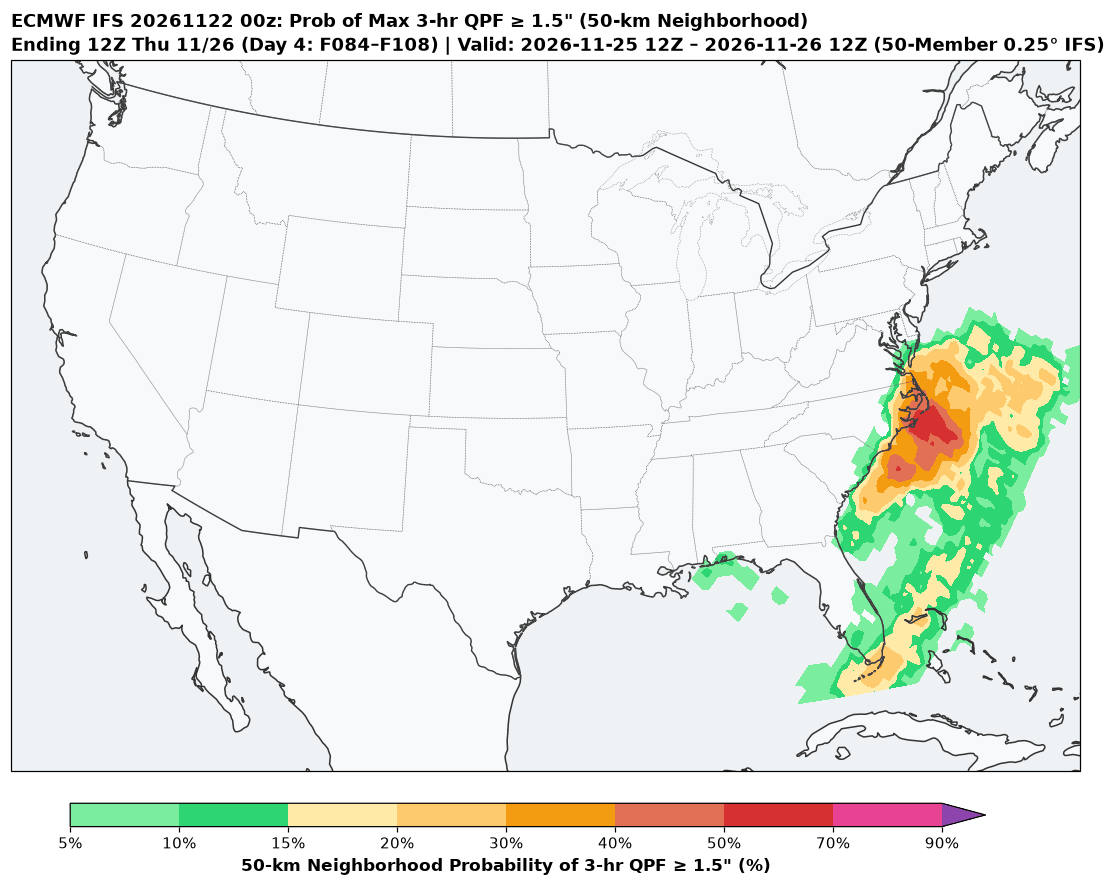 ECMWF IFS 20261122 00z: Prob of Max 3-hr QPF ≥ 1.5" (50-km Neighborhood)
Ending 12Z Thu 11/26 (Day 4: F084–F108) | Valid: 2026-11-25 12Z – 2026-11-26 12Z (50-Member 0.25° IFS)
5% 10% 15% 20% 30% 40% 50% 70% 90%
50-km Neighborhood Probability of 3-hr QPF ≥ 1.5" (%)